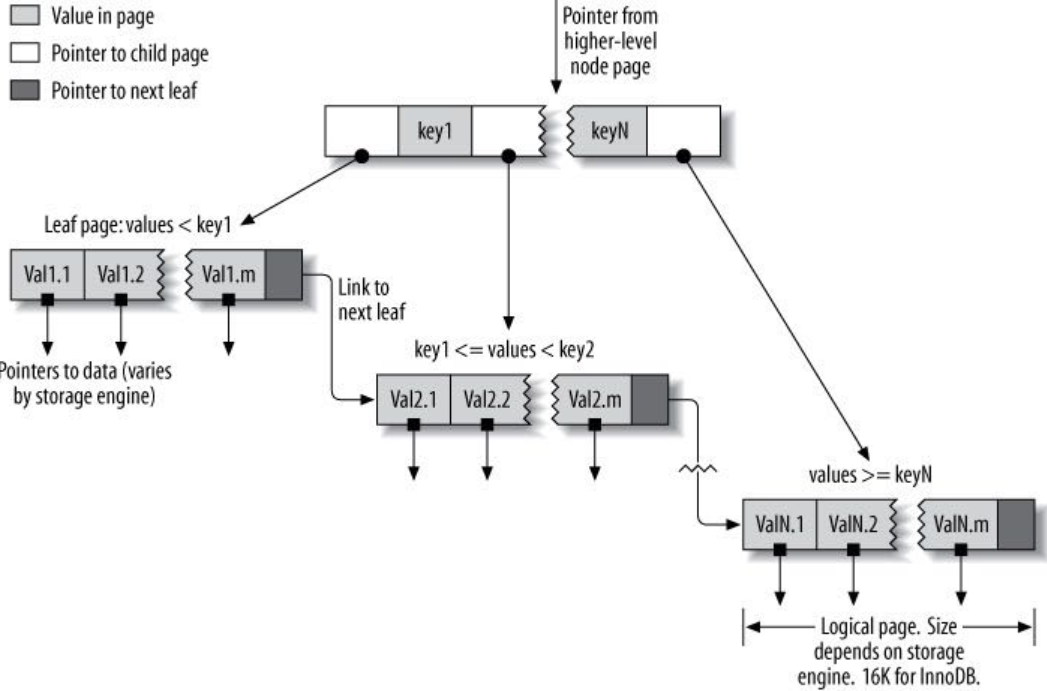 Value in page
Pointer to child page
Pointer to next leaf
Pointer from
higher-level
node page
key1
keyN
Leaf page: values < key1
Val1.1
Val1.2
Val1.m
Link to
next leaf
Pointers to data (varies
by storage engine)
key1 <= values < key2
Val2.1
Val2.2
Val2.m
values >= keyN
ValN.1
ValN.2
ValN.m
Logical page. Size
depends on storage
engine. 16K for InnoDB.